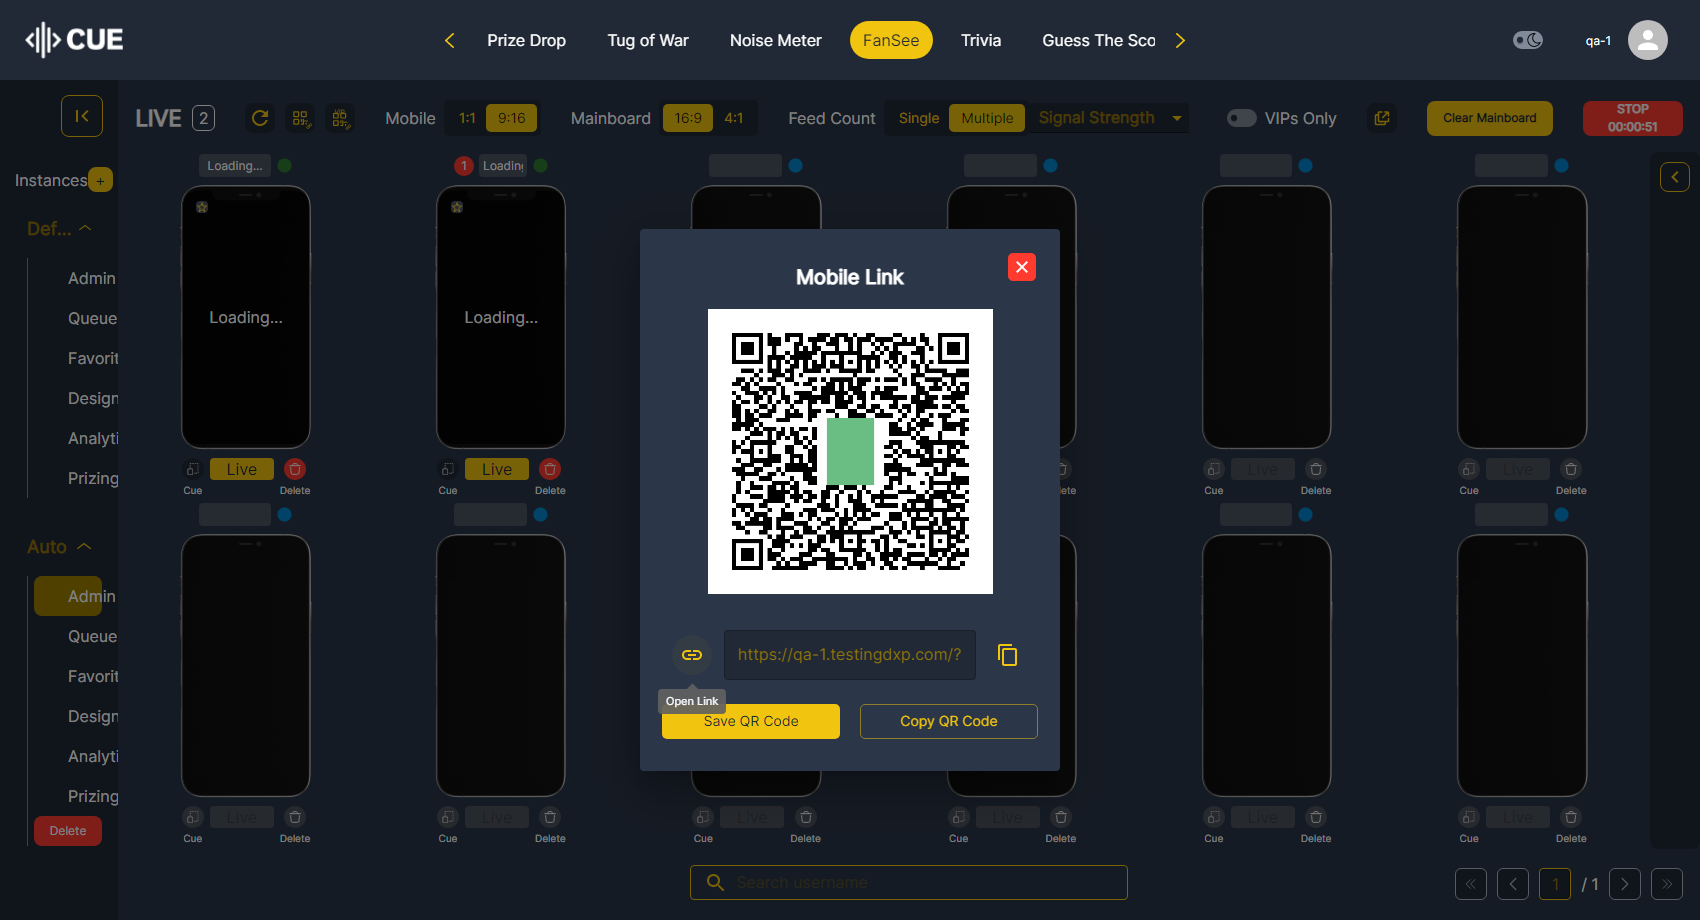 CUE
Prize Drop
Tug of War
Noise Meter
FanSee
Trivia
Guess The Sco
qa-1
LIVE 2
Mobile 1:1 9:16
Mainboard 16:9 4:1
Feed Count Single Multiple Signal Strength
VIPs Only
Clear Mainboard
STOP
00:00:51
Instances +
Def...
Admin
Queue
Favorit
Design
Analyti
Prizing
Auto
Admin
Queue
Favorit
Design
Analyti
Prizing
Delete
Loading...
1 Loading
Loading...
Loading...
Live
Cue
Delete
Live
Cue
Delete
lete
Live
Cue
Delete
Live
Cue
Delete
Mobile Link
https://qa-1.testingdxp.com/?
Open Link
Save QR Code
Copy QR Code
Live
Cue
Delete
Live
Cue
Delete
Live
Cue
Delete
Live
Cue
Delete
Live
Cue
Delete
Live
Cue
Delete
Search username
1 / 1